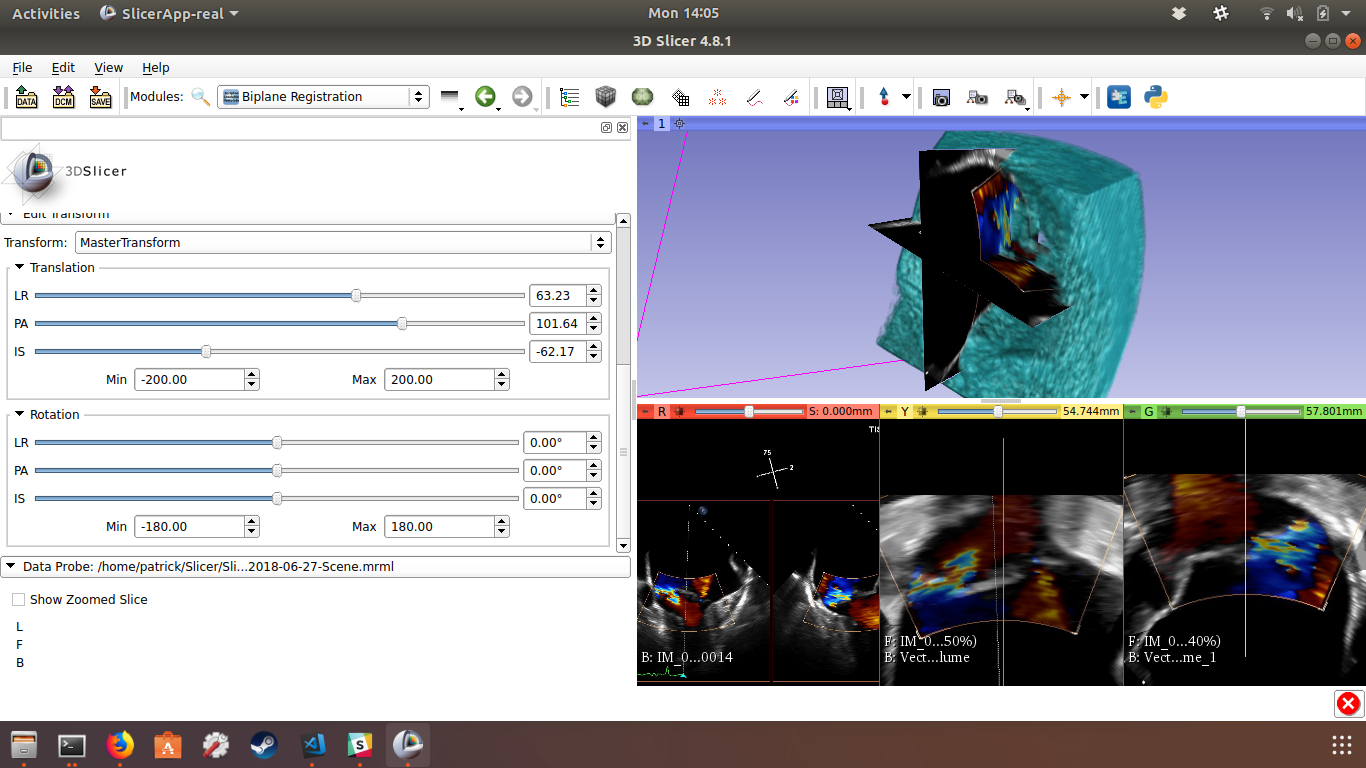 Activities SlicerApp-real Mon 14:05
3D Slicer 4.8.1
File Edit View Help
DATA DCM SAVE Modules: Biplane Registration
1
3DSlicer
Edit Transform
Transform: MasterTransform
Translation
LR 63.23
PA 101.64
IS -62.17
Min -200.00 Max 200.00
Rotation
LR 0.00°
PA 0.00°
IS 0.00°
Min -180.00 Max 180.00
Data Probe: /home/patrick/Slicer/Sli...2018-06-27-Scene.mrml
Show Zoomed Slice
L
F
B
R S: 0.000mm Y 54.744mm G 57.801mm
TIS
75
2
B: IM_0...0014
F: IM_0...50%)
B: Vect...lume
F: IM_0...40%)
B: Vect...me_1